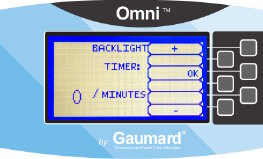 Omni™
BACKLIGHT +
TIMER:
OK
0 / MINUTES
-
by Gaumard®